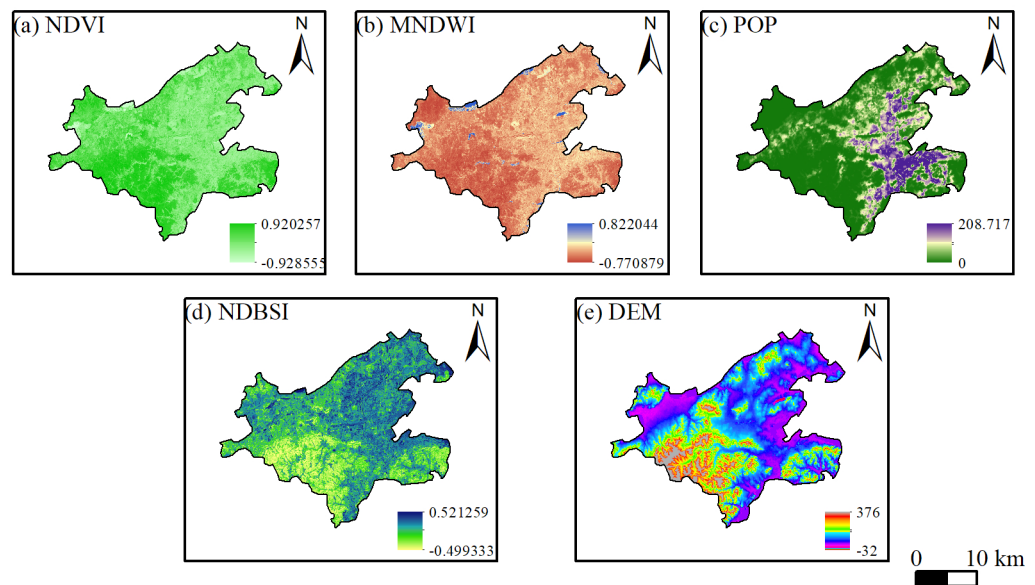 (a) NDVI
N
0.920257
-0.928555
(b) MNDWI
N
0.822044
-0.770879
(c) POP
N
208.717
0
(d) NDBSI
N
0.521259
-0.499333
(e) DEM
N
376
-32
0 10 km